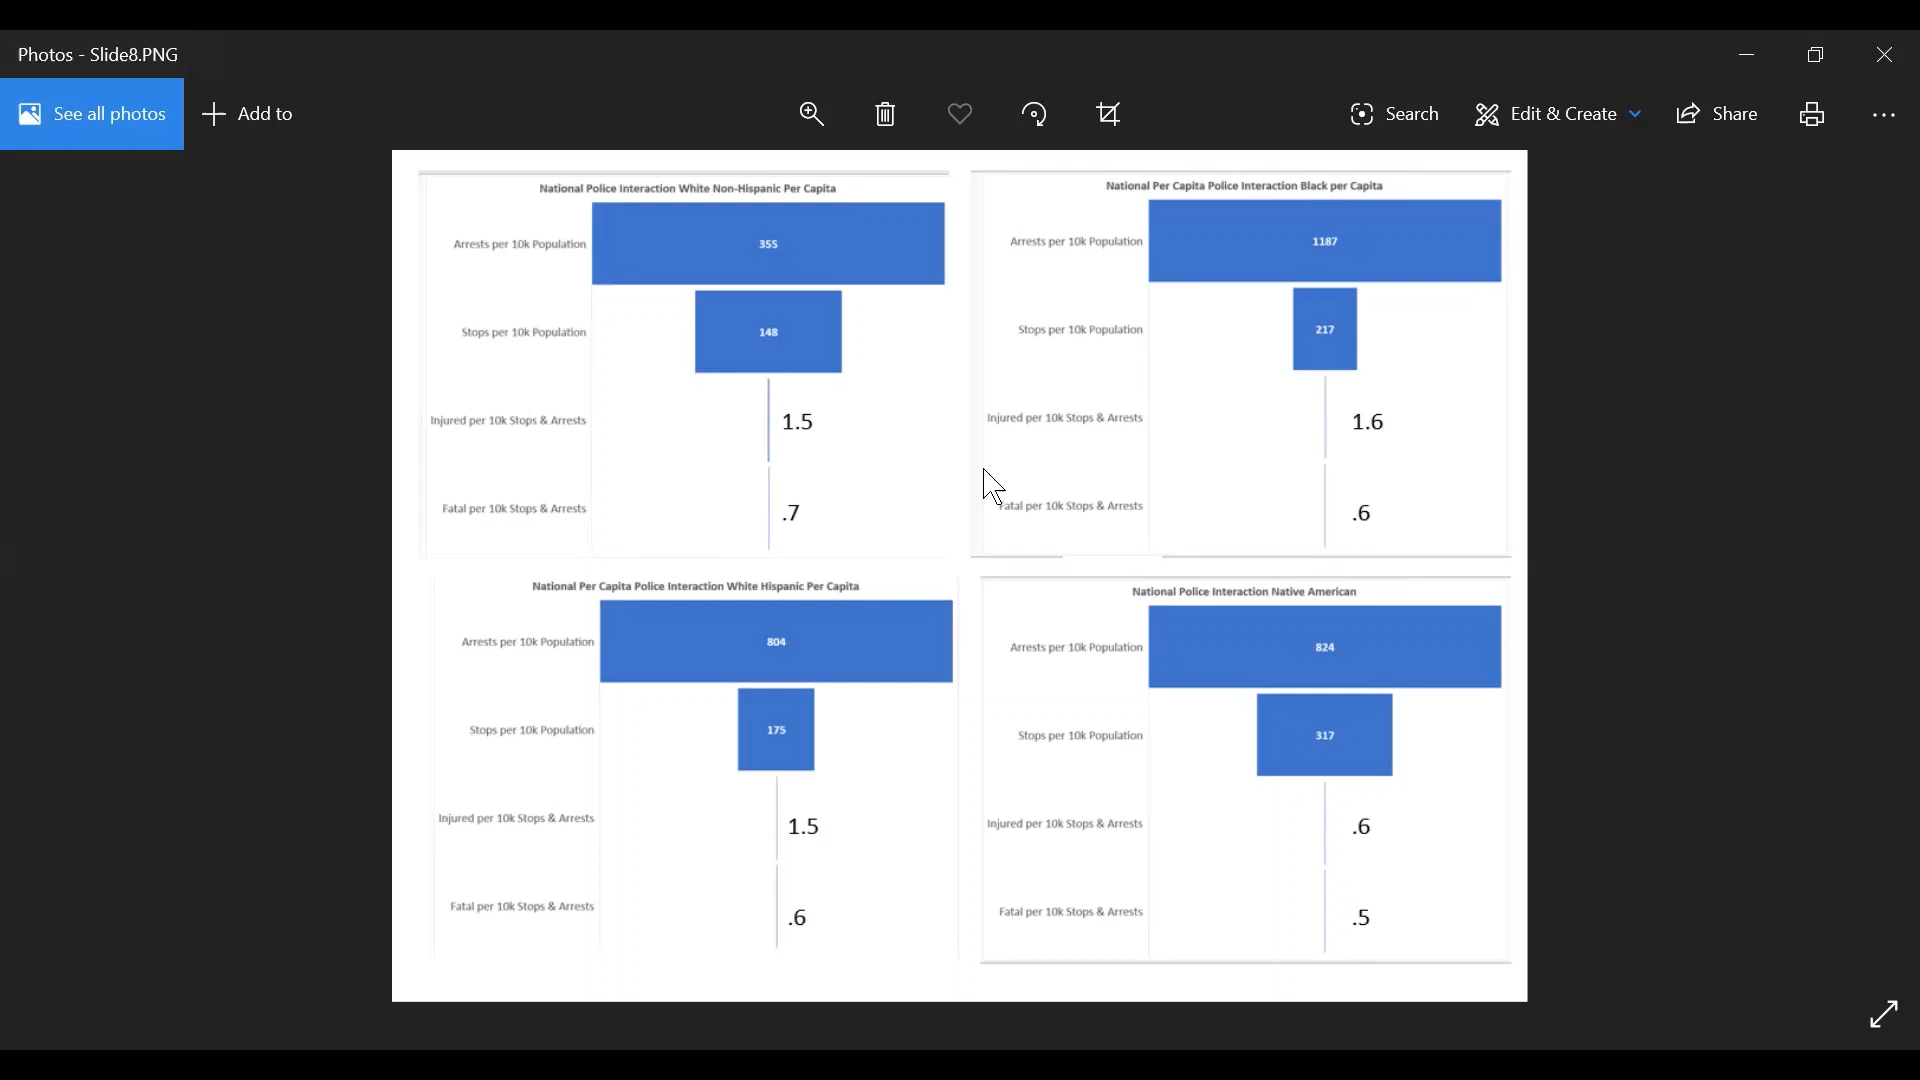 Photos - Slide8.PNG
See all photos
Add to
Search
Edit & Create
Share
National Police Interaction White Non-Hispanic Per Capita
Arrests per 10k Population
355
Stops per 10k Population
148
Injured per 10k Stops & Arrests
1.5
Fatal per 10k Stops & Arrests
.7
National Per Capita Police Interaction Black per Capita
Arrests per 10k Population
1187
Stops per 10k Population
217
Injured per 10k Stops & Arrests
1.6
Fatal per 10k Stops & Arrests
.6
National Per Capita Police Interaction White Hispanic Per Capita
Arrests per 10k Population
804
Stops per 10k Population
175
Injured per 10k Stops & Arrests
1.5
Fatal per 10k Stops & Arrests
.6
National Police Interaction Native American
Arrests per 10k Population
824
Stops per 10k Population
317
Injured per 10k Stops & Arrests
.6
Fatal per 10k Stops & Arrests
.5